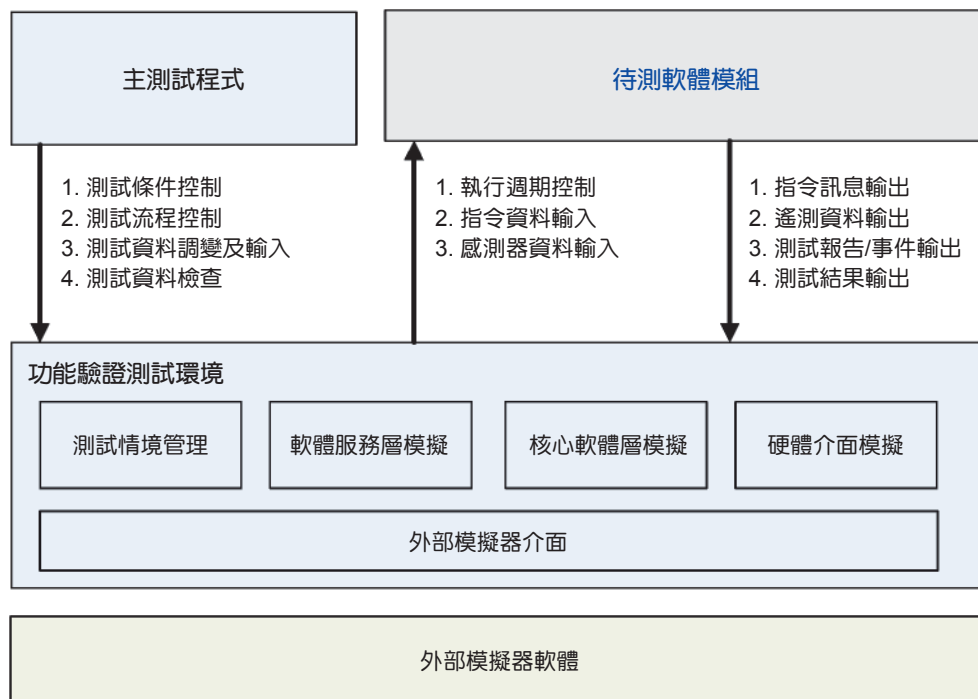 主測試程式
待測軟體模組
1. 測試條件控制
2. 測試流程控制
3. 測試資料調變及輸入
4. 測試資料檢查
1. 執行週期控制
2. 指令資料輸入
3. 感測器資料輸入
1. 指令訊息輸出
2. 遙測資料輸出
3. 測試報告/事件輸出
4. 測試結果輸出
功能驗證測試環境
測試情境管理
軟體服務層模擬
核心軟體層模擬
硬體介面模擬
外部模擬器介面
外部模擬器軟體